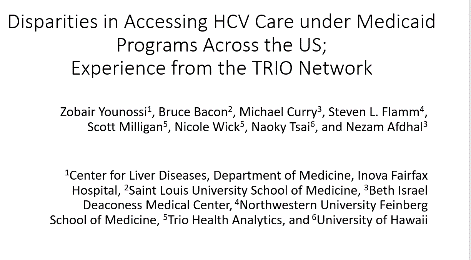 Disparities in Accessing HCV Care under Medicaid
Programs Across the US;
Experience from the TRIO Network
Zobair Younossi¹, Bruce Bacon², Michael Curry³, Steven L. Flamm⁴,
Scott Milligan⁵, Nicole Wick⁵, Naoky Tsai⁶, and Nezam Afdhal³
¹Center for Liver Diseases, Department of Medicine, Inova Fairfax
Hospital, ²Saint Louis University School of Medicine, ³Beth Israel
Deaconess Medical Center, ⁴Northwestern University Feinberg
School of Medicine, ⁵Trio Health Analytics, and ⁶University of Hawaii